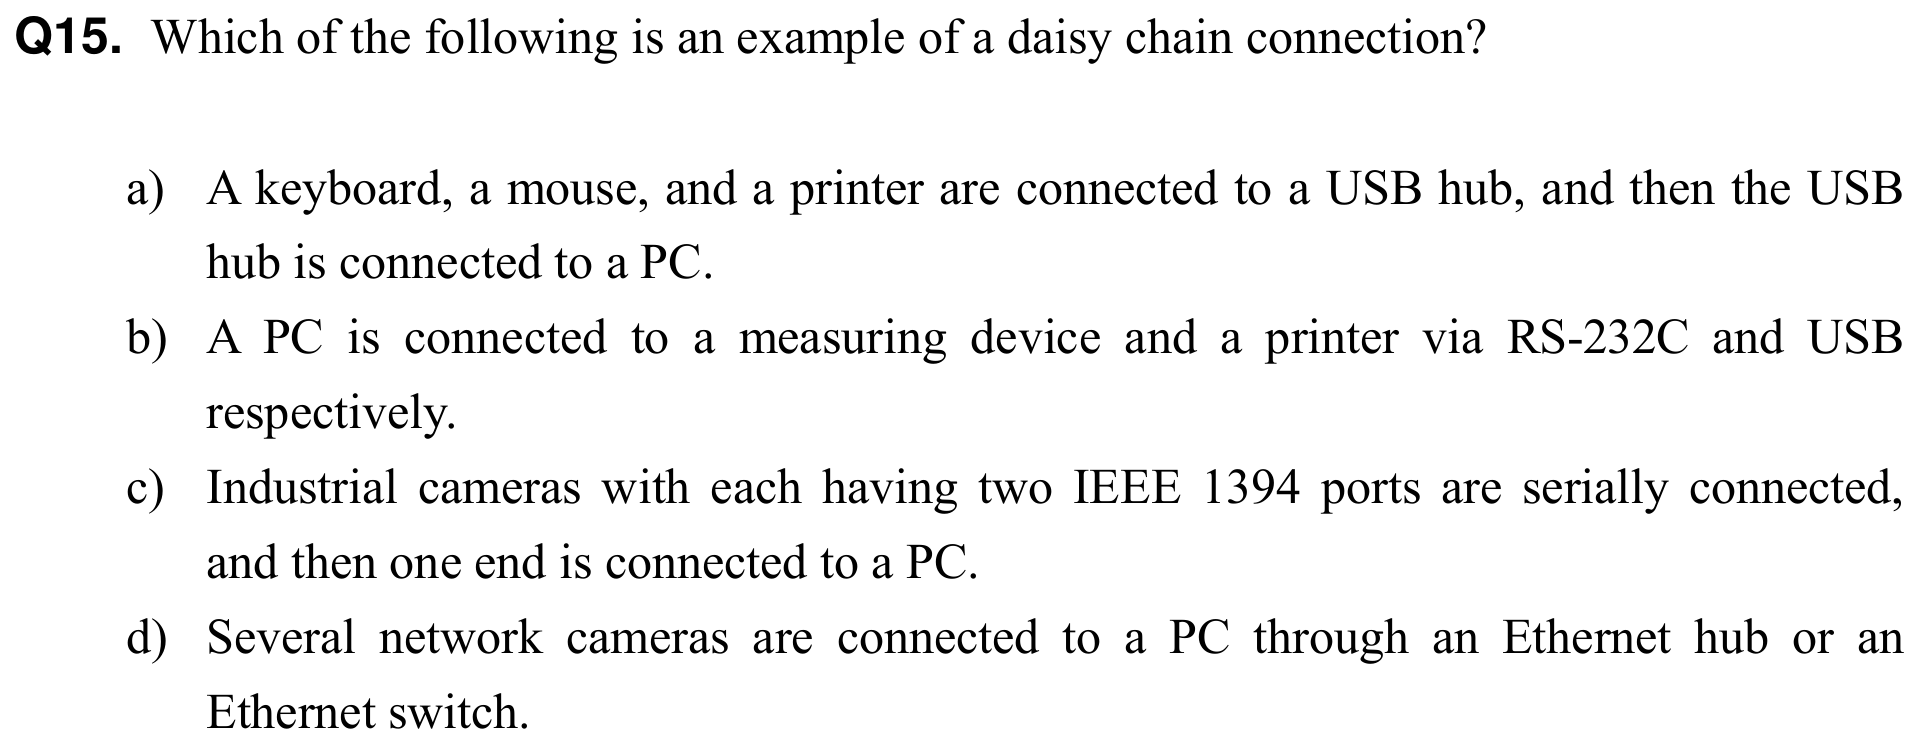 Q15. Which of the following is an example of a daisy chain connection?
a) A keyboard, a mouse, and a printer are connected to a USB hub, and then the USB
hub is connected to a PC.
b) A PC is connected to a measuring device and a printer via RS-232C and USB
respectively.
c) Industrial cameras with each having two IEEE 1394 ports are serially connected,
and then one end is connected to a PC.
d) Several network cameras are connected to a PC through an Ethernet hub or an
Ethernet switch.